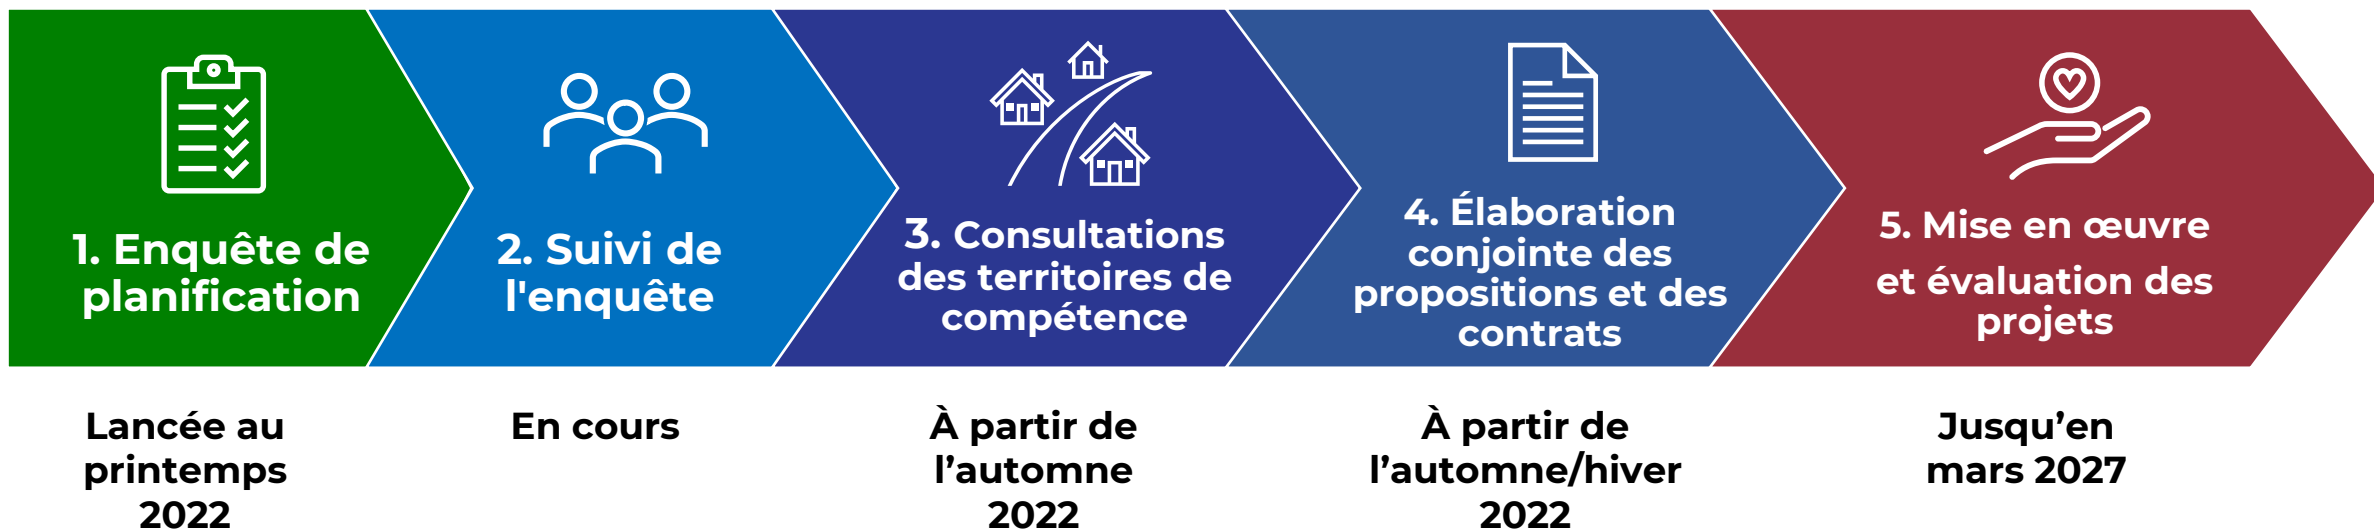 1. Enquête de
planification
2. Suivi de
l'enquête
3. Consultations
des territoires de
compétence
4. Élaboration
conjointe des
propositions et des
contrats
5. Mise en œuvre
et évaluation des
projets
Lancée au
printemps
2022
En cours
À partir de
l’automne
2022
À partir de
l’automne/hiver
2022
Jusqu’en
mars 2027